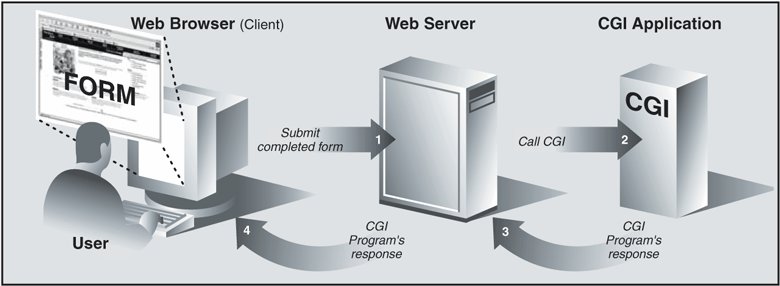 Web Browser (Client)
Web Server
CGI Application
FORM
CGI
Submit
completed form
1
Call CGI
2
User
4
CGI
Program's
response
3
CGI
Program's
response